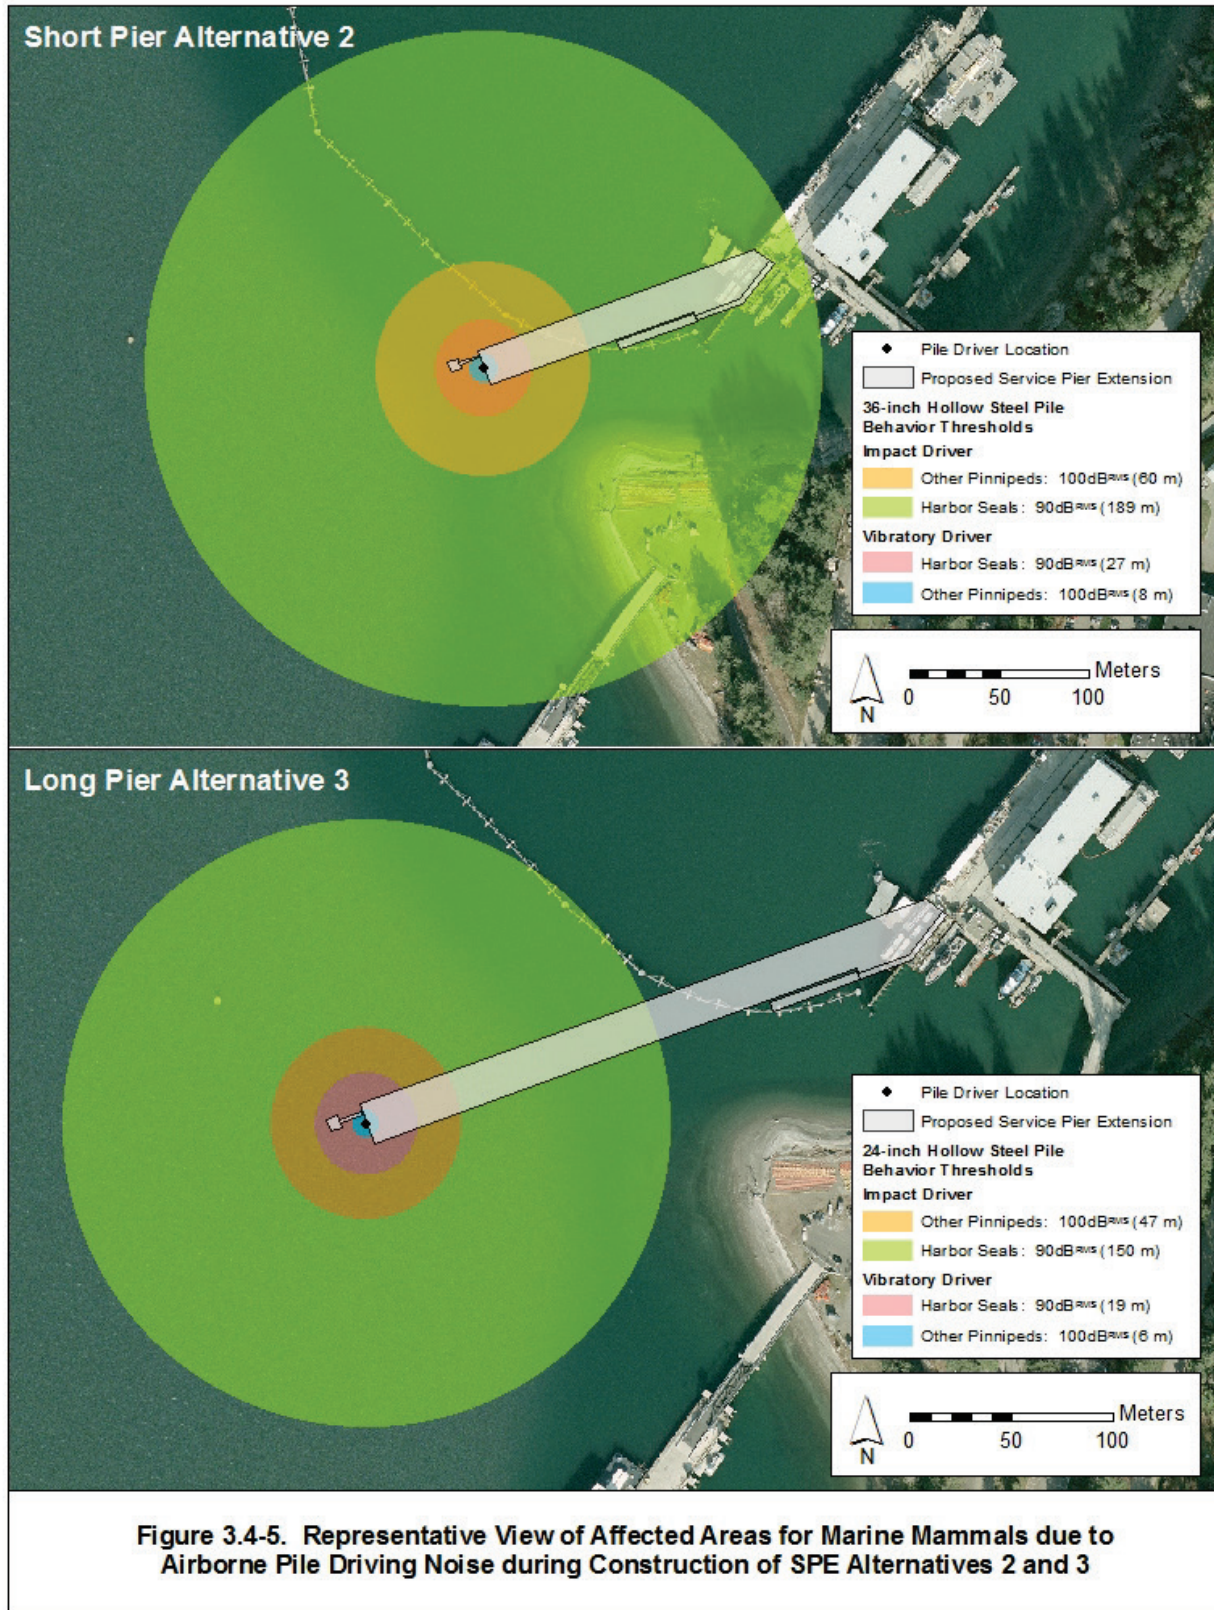 Short Pier Alternative 2
Pile Driver Location
Proposed Service Pier Extension
36-inch Hollow Steel Pile
Behavior Thresholds
Impact Driver
Other Pinnipeds: 100dBRMS (60 m)
Harbor Seals: 90dBRMS (189 m)
Vibratory Driver
Harbor Seals: 90dBRMS (27 m)
Other Pinnipeds: 100dBRMS (8 m)
Meters
0 50 100
N
Long Pier Alternative 3
Pile Driver Location
Proposed Service Pier Extension
24-inch Hollow Steel Pile
Behavior Thresholds
Impact Driver
Other Pinnipeds: 100dBRMS (47 m)
Harbor Seals: 90dBRMS (150 m)
Vibratory Driver
Harbor Seals: 90dBRMS (19 m)
Other Pinnipeds: 100dBRMS (6 m)
Meters
0 50 100
N
Figure 3.4-5. Representative View of Affected Areas for Marine Mammals due to
Airborne Pile Driving Noise during Construction of SPE Alternatives 2 and 3